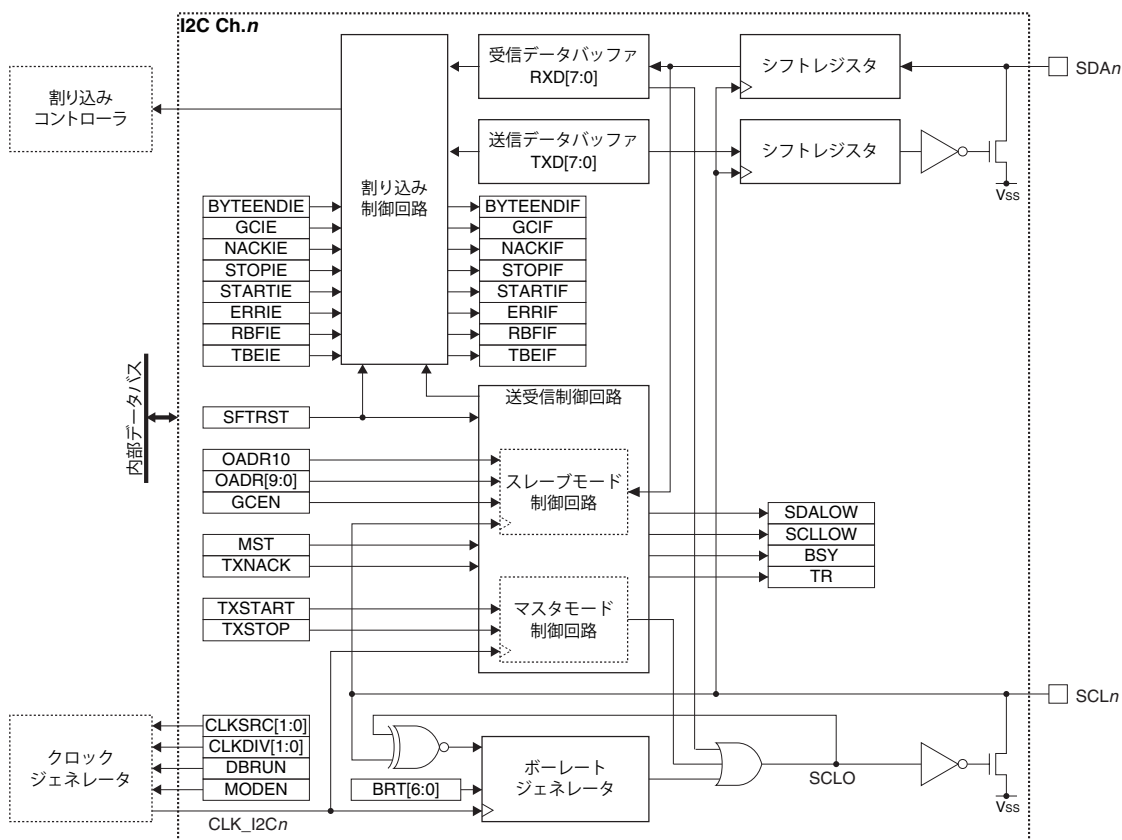 I2C Ch.n
割り込み
コントローラ
割り込み
制御回路
受信データバッファ
RXD[7:0]
シフトレジスタ
SDAn
送信データバッファ
TXD[7:0]
シフトレジスタ
VSS
BYTEENDIE
GCIE
NACKIE
STOPIE
STARTIE
ERRIE
RBFIE
TBEIE
BYTEENDIF
GCIF
NACKIF
STOPIF
STARTIF
ERRIF
RBFIF
TBEIF
内部データバス
SFTRST
送受信制御回路
OADR10
OADR[9:0]
GCEN
スレーブモード
制御回路
MST
TXNACK
SDALOW
SCLLOW
BSY
TR
TXSTART
TXSTOP
マスタモード
制御回路
SCLn
クロック
ジェネレータ
CLKSRC[1:0]
CLKDIV[1:0]
DBRUN
MODEN
BRT[6:0]
ボーレート
ジェネレータ
SCLO
VSS
CLK_I2Cn